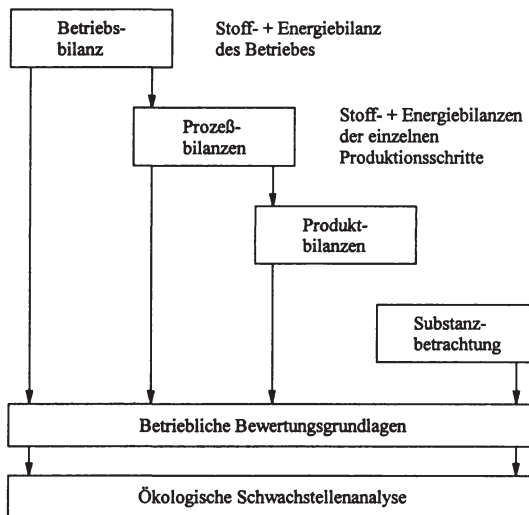 Betriebs-
bilanz
Stoff- + Energiebilanz
des Betriebes
Prozeß-
bilanzen
Stoff- + Energiebilanzen
der einzelnen
Produktionsschritte
Produkt-
bilanzen
Substanz-
betrachtung
Betriebliche Bewertungsgrundlagen
Ökologische Schwachstellenanalyse